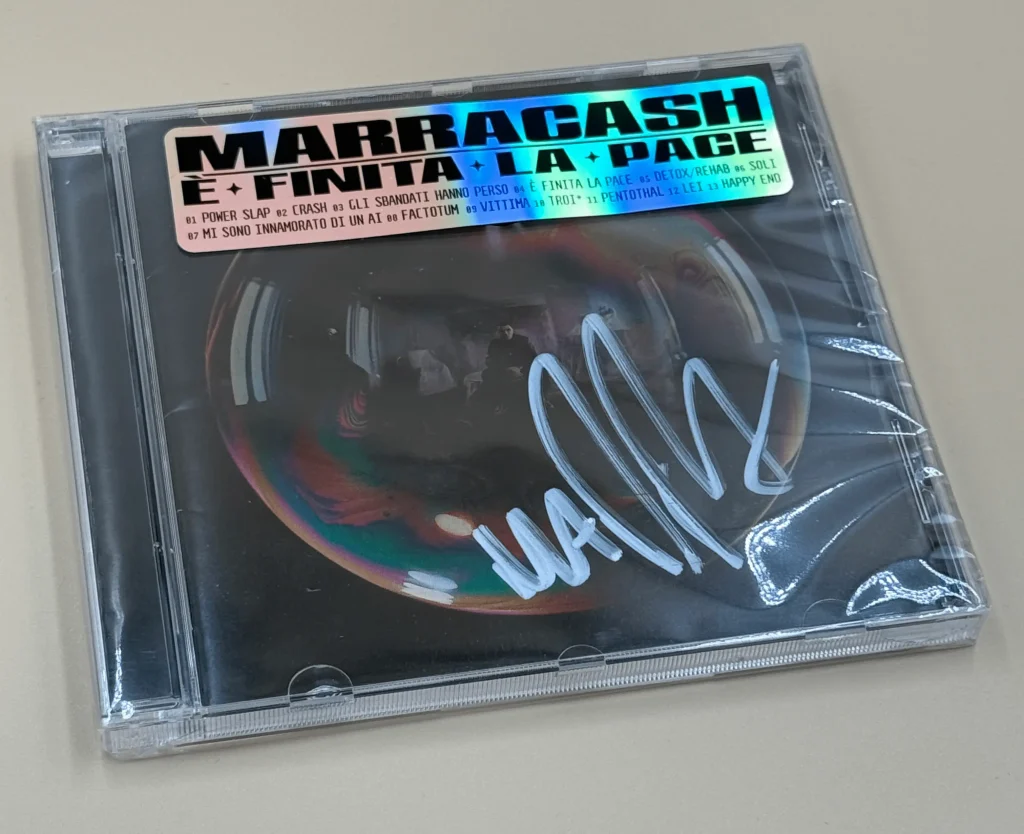 MARRACASH
È ✦ FINITA ✦ LA ✦ PACE
01 POWER SLAP 02 CRASH 03 GLI SBANDATI HANNO PERSO 04 È FINITA LA PACE 05 DETOX/REHAB 06 SOLI
07 MI SONO INNAMORATO DI UN AI 08 FACTOTUM 09 VITTIMA 10 TROI* 11 PENTOTHAL 12 LEI 13 HAPPY END